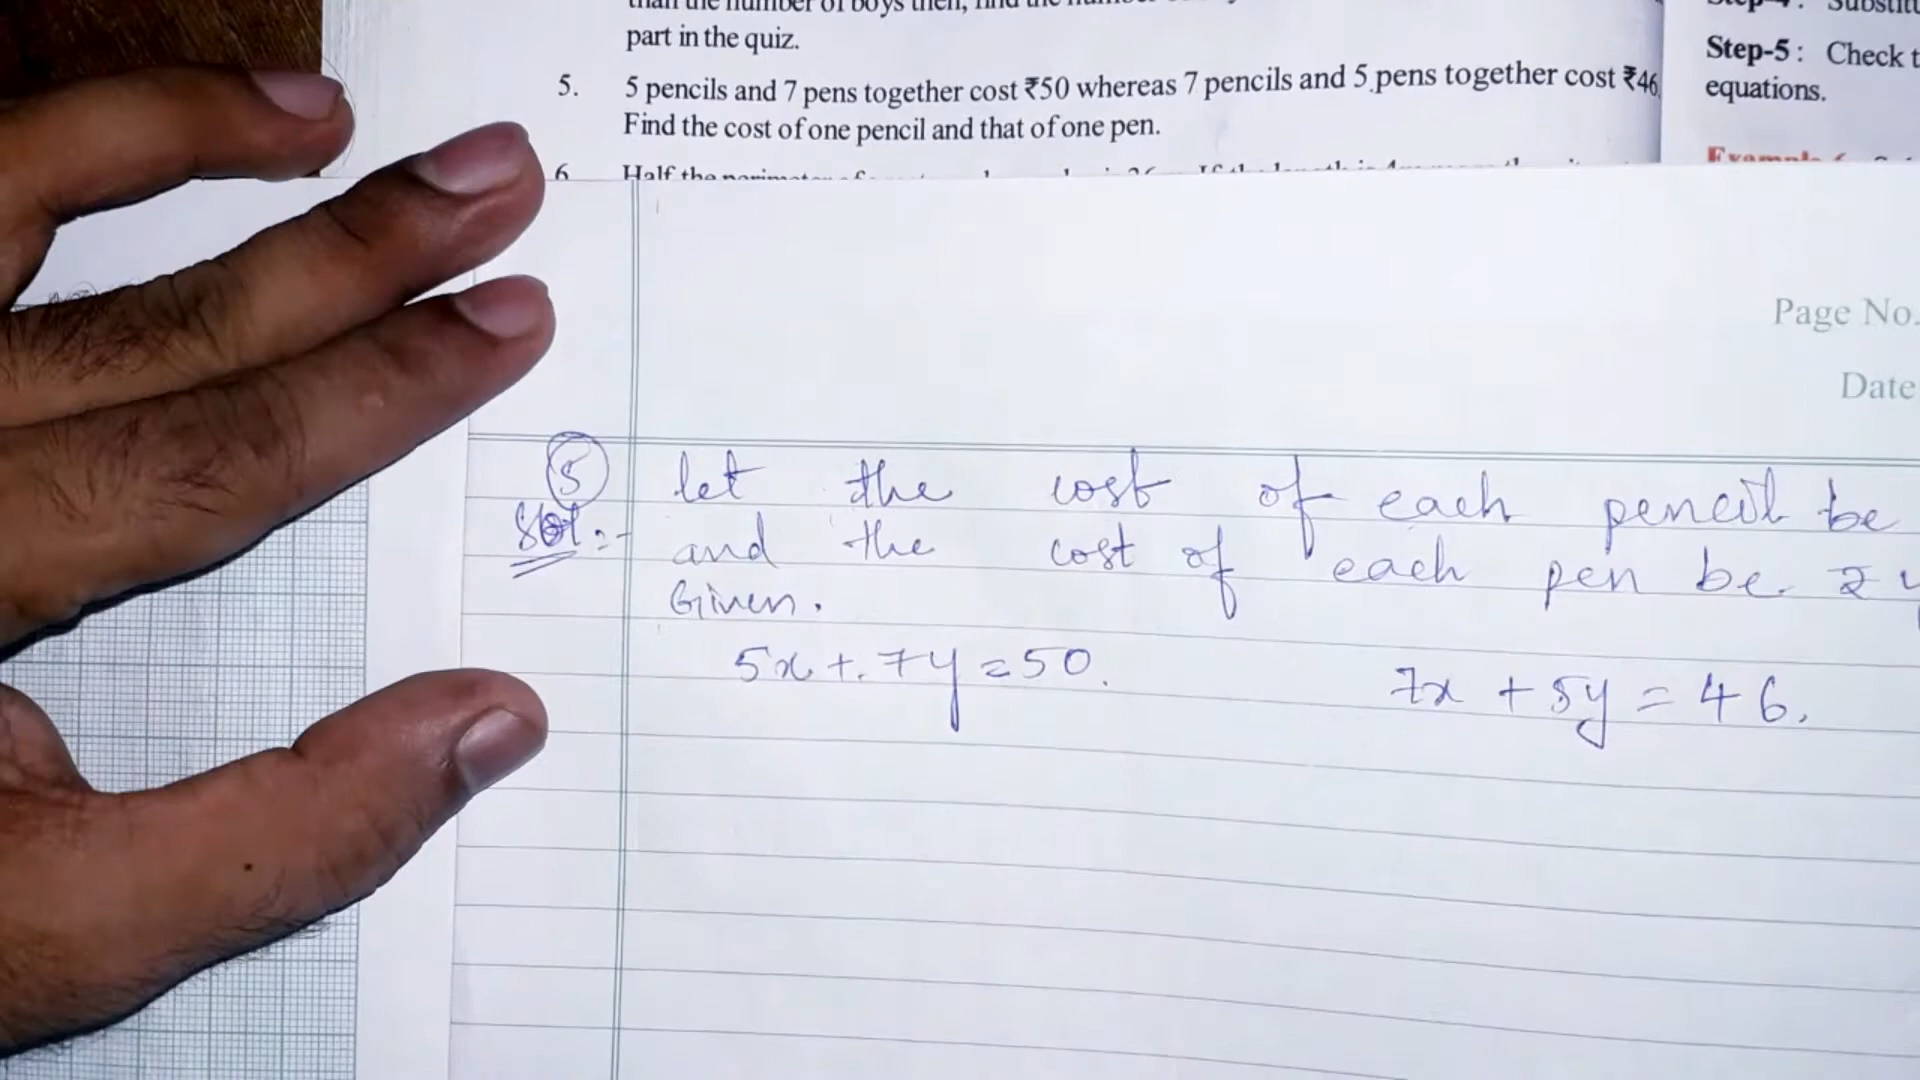 part in the quiz.
5. 5 pencils and 7 pens together cost ₹50 whereas 7 pencils and 5 pens together cost ₹46.
Find the cost of one pencil and that of one pen.
6 Half the
Step-5 : Check t
equations.
Page No.
Date
5 let the cost of each pencil be
Sol:- and the cost of each pen be ₹ y
Given.
5x + 7y = 50. 7x + 5y = 46.